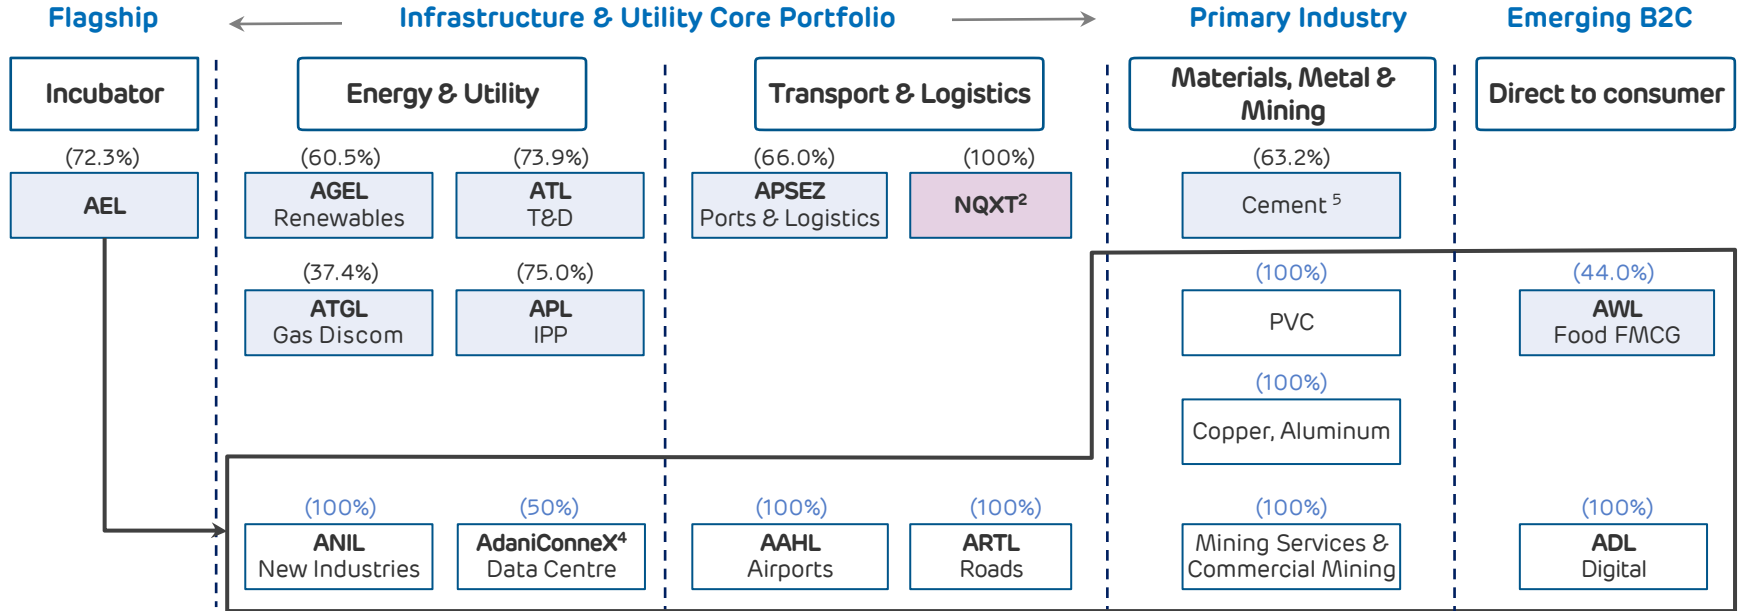 Flagship
Infrastructure & Utility Core Portfolio
Primary Industry
Emerging B2C
Incubator
Energy & Utility
Transport & Logistics
Materials, Metal &
Mining
Direct to consumer
(72.3%)
AEL
(60.5%)
AGEL
Renewables
(73.9%)
ATL
T&D
(66.0%)
APSEZ
Ports & Logistics
(100%)
NQXT²
(63.2%)
Cement ⁵
(37.4%)
ATGL
Gas Discom
(75.0%)
APL
IPP
(100%)
PVC
(44.0%)
AWL
Food FMCG
(100%)
Copper, Aluminum
(100%)
ANIL
New Industries
(50%)
AdaniConneX⁴
Data Centre
(100%)
AAHL
Airports
(100%)
ARTL
Roads
(100%)
Mining Services &
Commercial Mining
(100%)
ADL
Digital